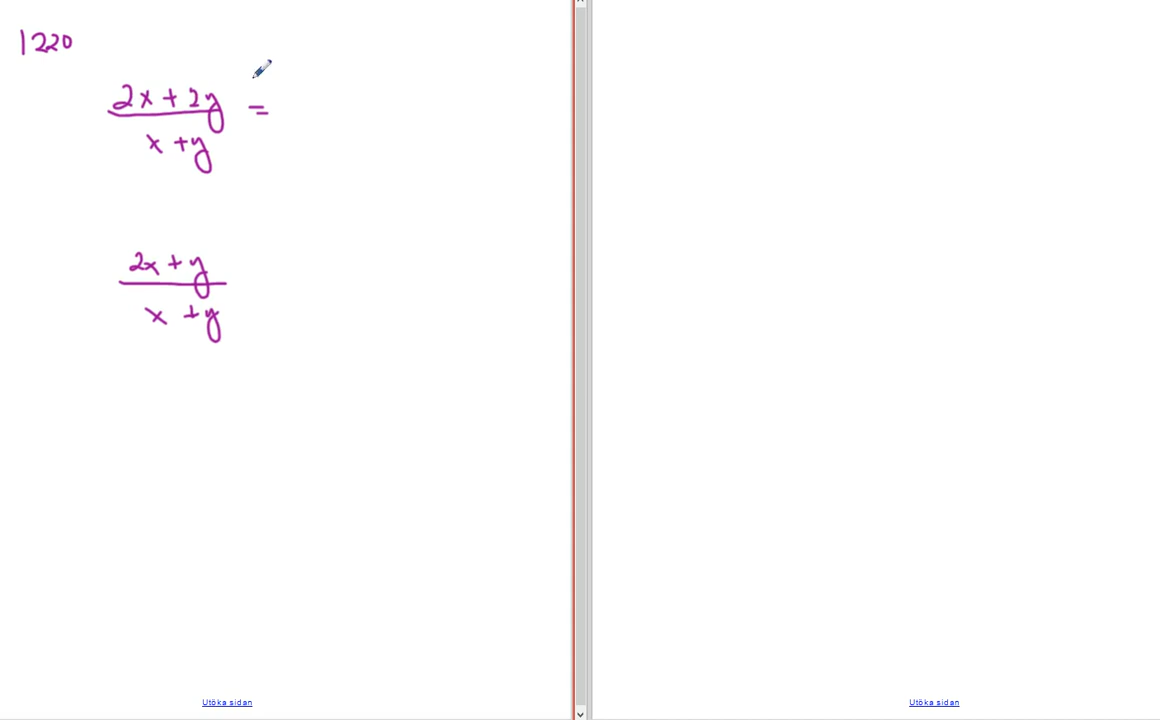 1220
2x + 2y =
x + y
2x + y
x + y
Utöka sidan
Utöka sidan